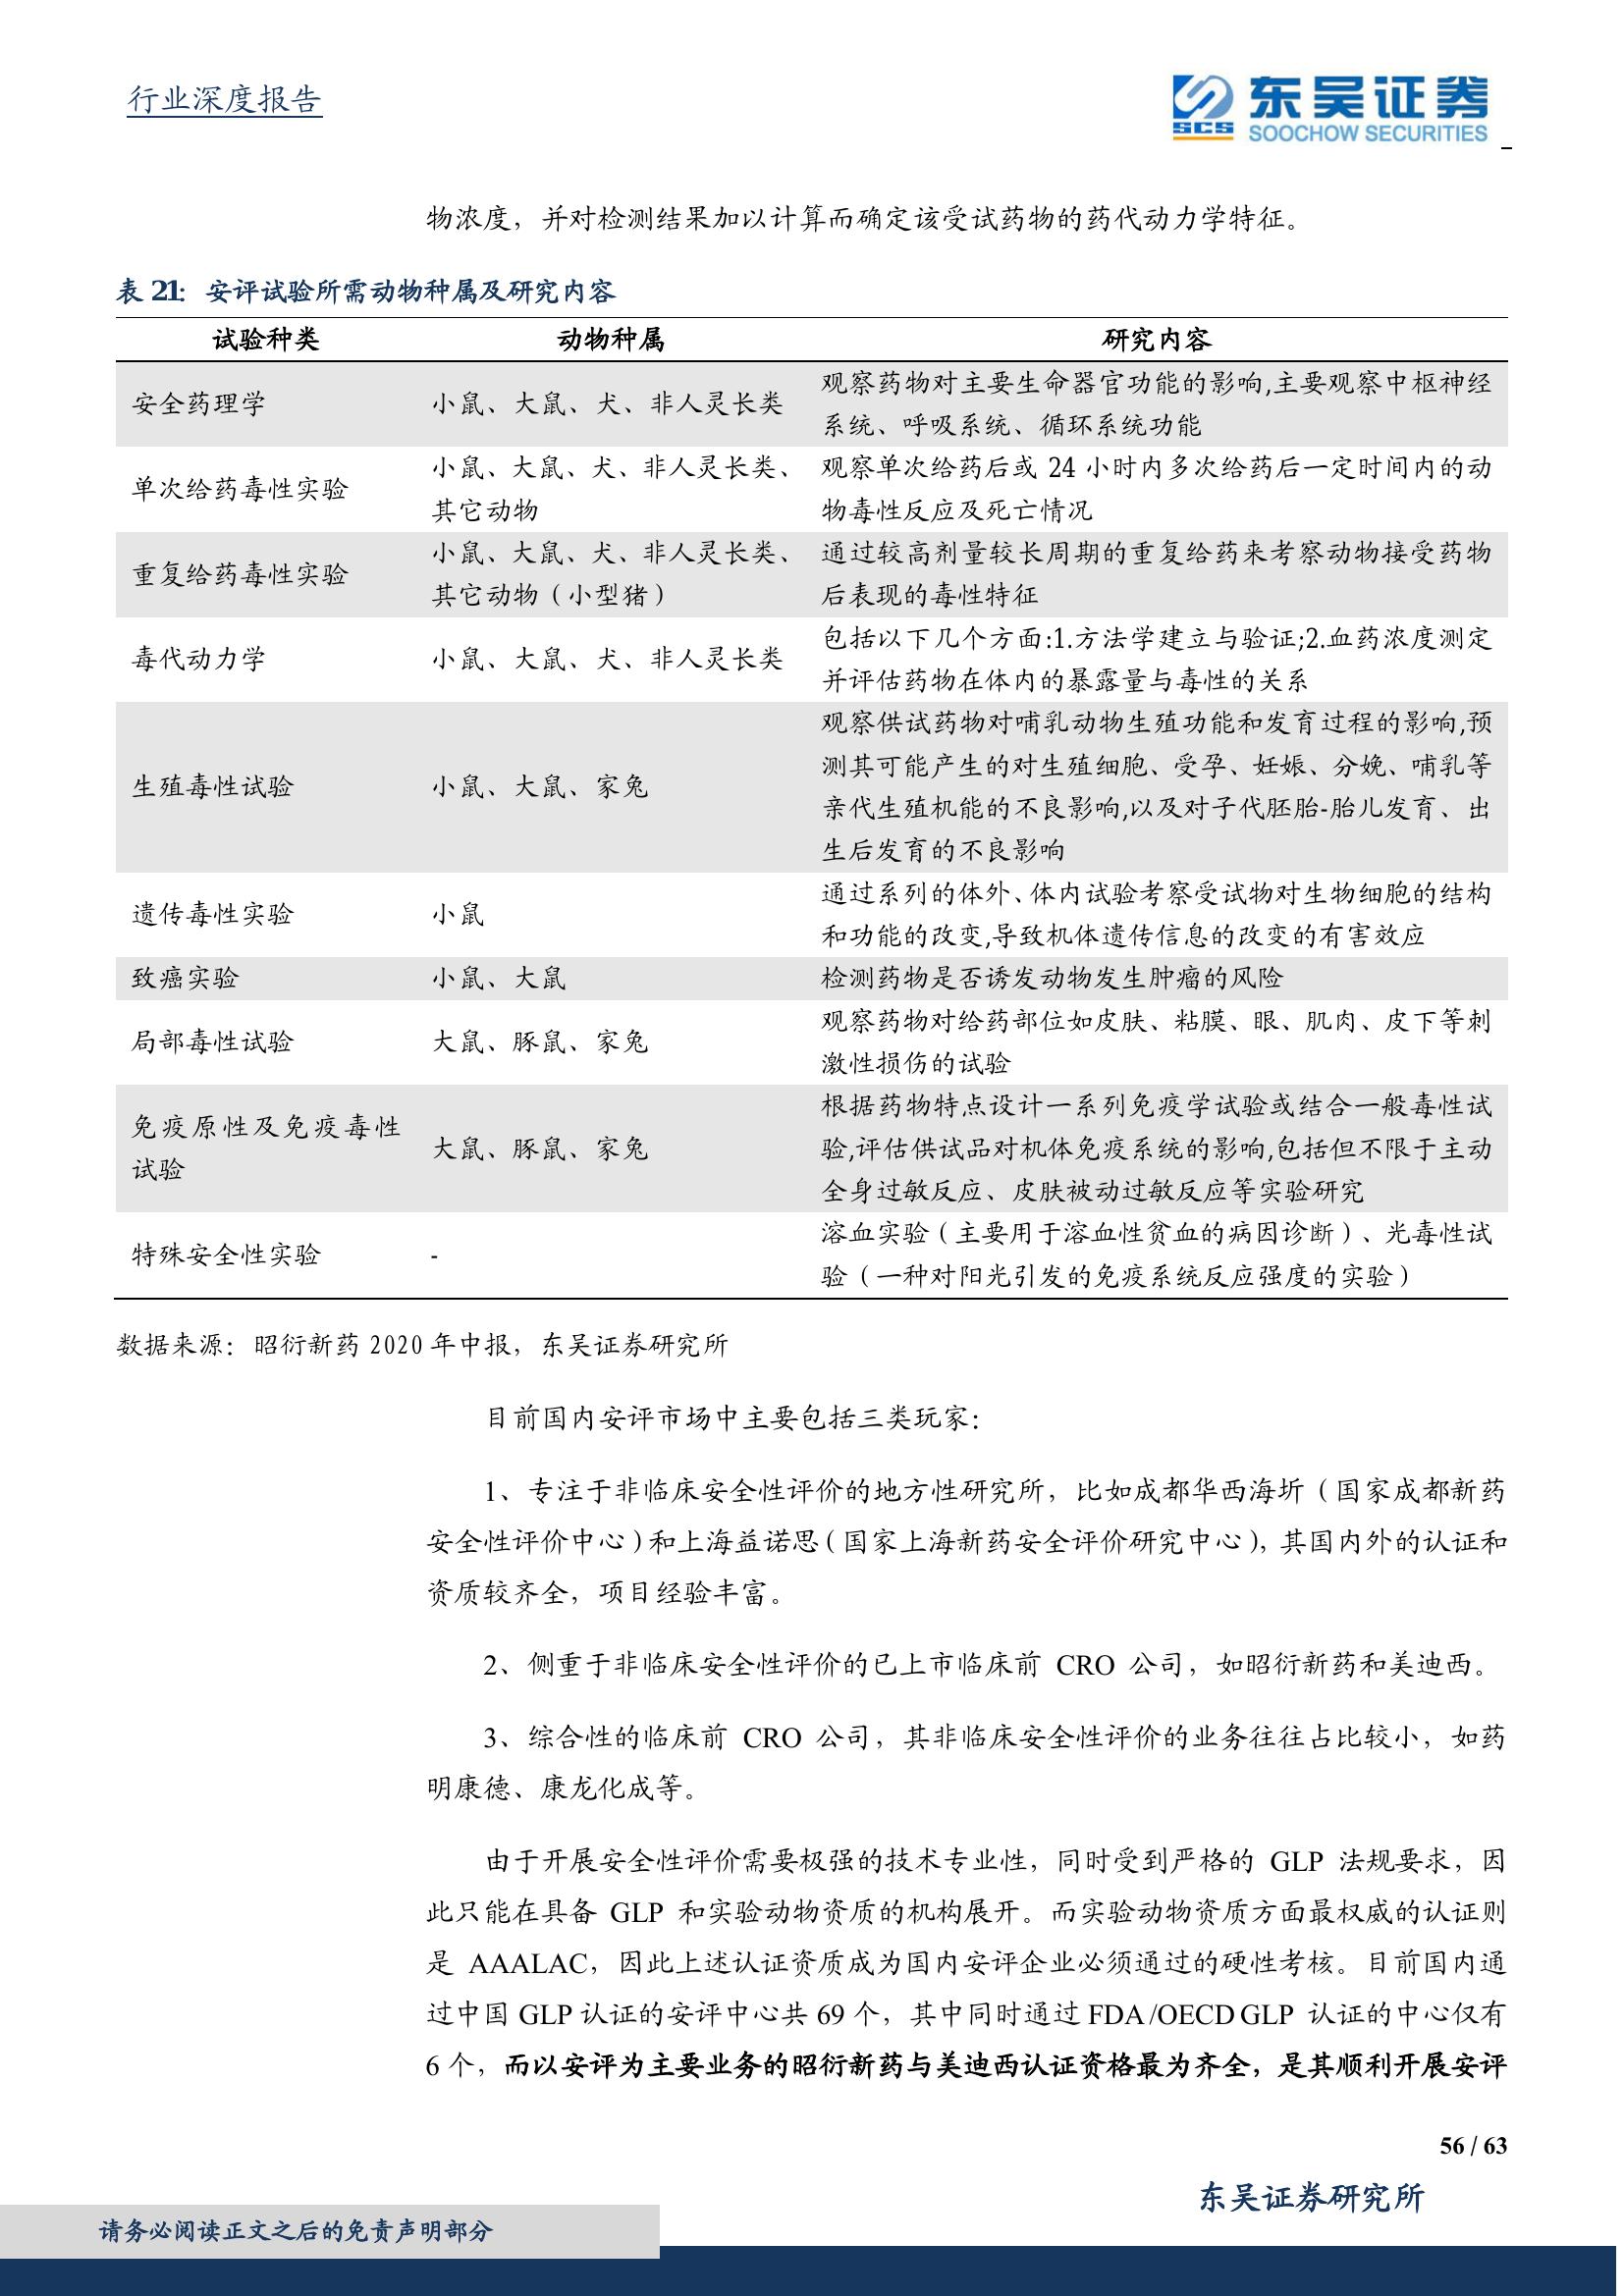 行业深度报告
东吴证券
SCS
SOOCHOW SECURITIES
物浓度，并对检测结果加以计算而确定该受试药物的药代动力学特征。
表 21： 安评试验所需动物种属及研究内容
试验种类 动物种属 研究内容
安全药理学 小鼠、大鼠、犬、非人灵长类 观察药物对主要生命器官功能的影响,主要观察中枢神经
系统、呼吸系统、循环系统功能
单次给药毒性实验 小鼠、大鼠、犬、非人灵长类、 观察单次给药后或 24 小时内多次给药后一定时间内的动
其它动物 物毒性反应及死亡情况
重复给药毒性实验 小鼠、大鼠、犬、非人灵长类、 通过较高剂量较长周期的重复给药来考察动物接受药物
其它动物（小型猪） 后表现的毒性特征
毒代动力学 小鼠、大鼠、犬、非人灵长类 包括以下几个方面:1.方法学建立与验证;2.血药浓度测定
并评估药物在体内的暴露量与毒性的关系
生殖毒性试验 小鼠、大鼠、家兔 观察供试药物对哺乳动物生殖功能和发育过程的影响,预
测其可能产生的对生殖细胞、受孕、妊娠、分娩、哺乳等
亲代生殖机能的不良影响,以及对子代胚胎-胎儿发育、出
生后发育的不良影响
遗传毒性实验 小鼠 通过系列的体外、体内试验考察受试物对生物细胞的结构
和功能的改变,导致机体遗传信息的改变的有害效应
致癌实验 小鼠、大鼠 检测药物是否诱发动物发生肿瘤的风险
局部毒性试验 大鼠、豚鼠、家兔 观察药物对给药部位如皮肤、粘膜、眼、肌肉、皮下等刺
激性损伤的试验
免疫原性及免疫毒性 大鼠、豚鼠、家兔 根据药物特点设计一系列免疫学试验或结合一般毒性试
试验 验,评估供试品对机体免疫系统的影响,包括但不限于主动
全身过敏反应、皮肤被动过敏反应等实验研究
特殊安全性实验 - 溶血实验（主要用于溶血性贫血的病因诊断）、光毒性试
验（一种对阳光引发的免疫系统反应强度的实验）
数据来源：昭衍新药 2020 年中报，东吴证券研究所
目前国内安评市场中主要包括三类玩家：
1、专注于非临床安全性评价的地方性研究所，比如成都华西海圻（国家成都新药
安全性评价中心）和上海益诺思（国家上海新药安全评价研究中心），其国内外的认证和
资质较齐全，项目经验丰富。
2、侧重于非临床安全性评价的已上市临床前 CRO 公司，如昭衍新药和美迪西。
3、综合性的临床前 CRO 公司，其非临床安全性评价的业务往往占比较小，如药
明康德、康龙化成等。
由于开展安全性评价需要极强的技术专业性，同时受到严格的 GLP 法规要求，因
此只能在具备 GLP 和实验动物资质的机构展开。而实验动物资质方面最权威的认证则
是 AAALAC，因此上述认证资质成为国内安评企业必须通过的硬性考核。目前国内通
过中国 GLP 认证的安评中心共 69 个，其中同时通过 FDA /OECD GLP 认证的中心仅有
6 个，而以安评为主要业务的昭衍新药与美迪西认证资格最为齐全，是其顺利开展安评
56 / 63
东吴证券研究所
请务必阅读正文之后的免责声明部分